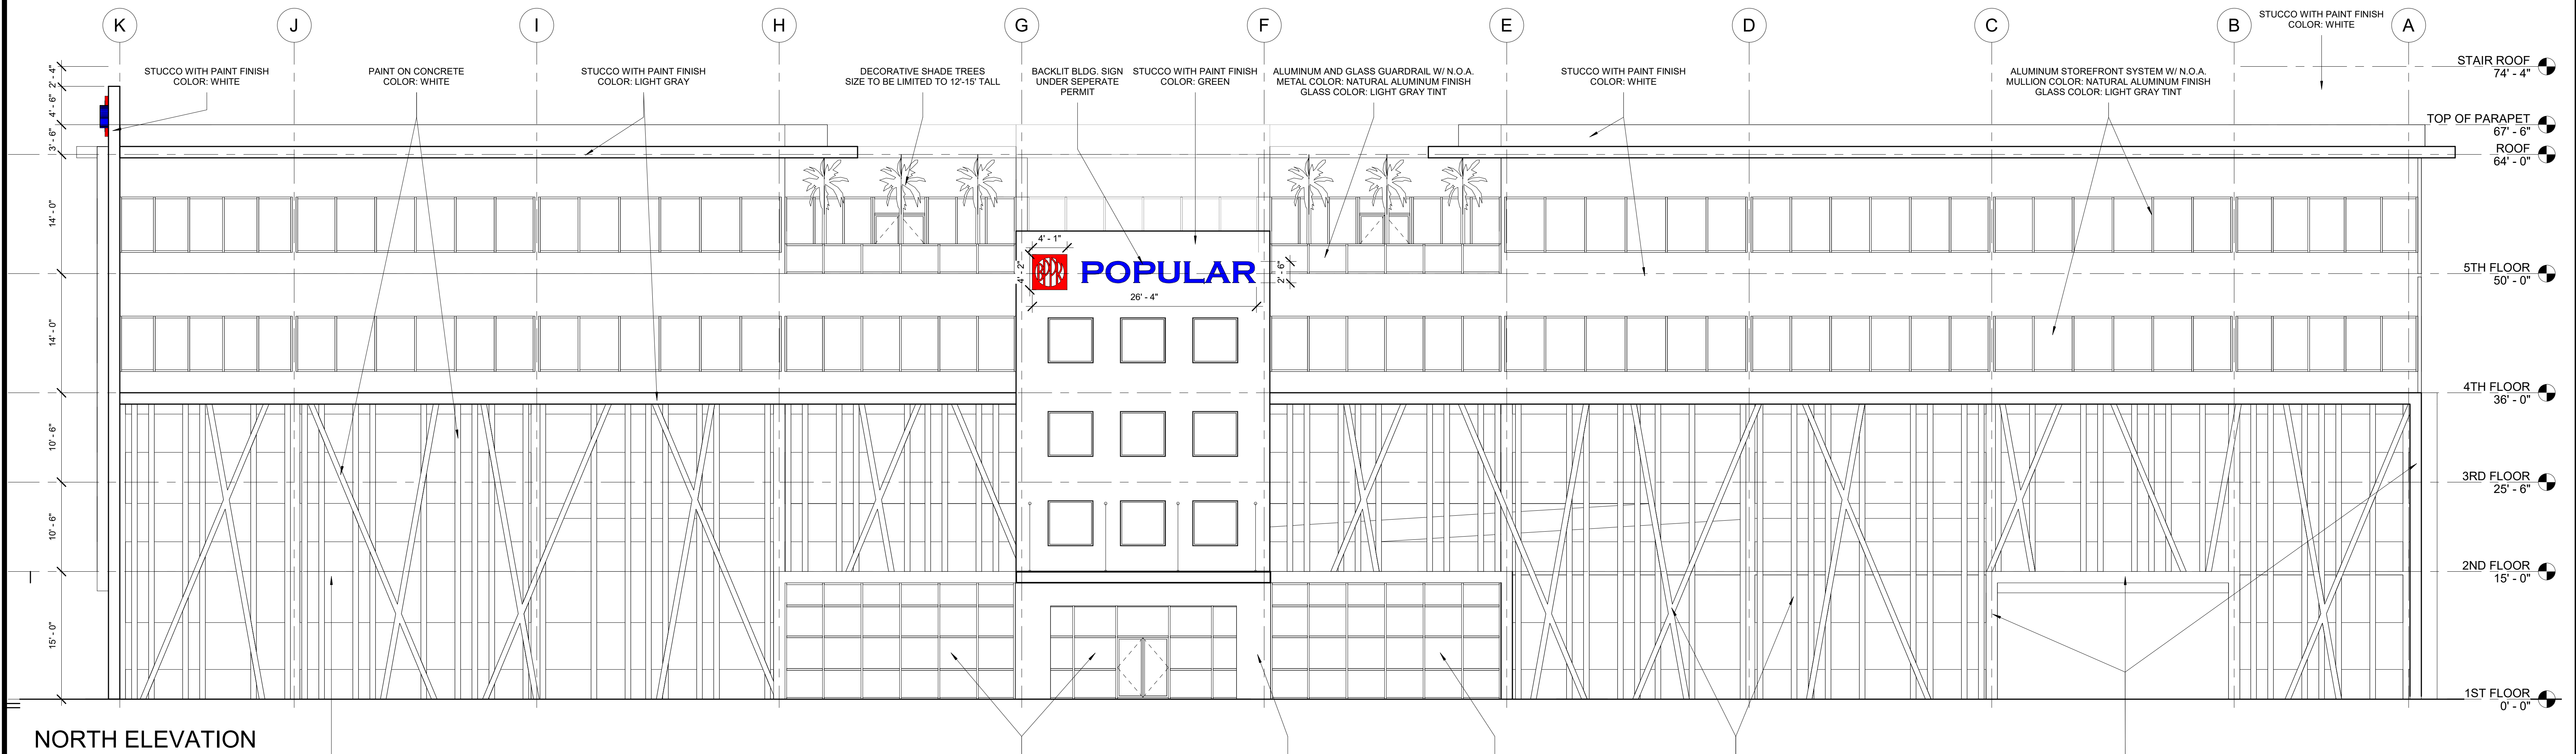 K
J
I
H
G
F
E
D
C
B
A
STUCCO WITH PAINT FINISH
COLOR: WHITE
STUCCO WITH PAINT FINISH
COLOR: WHITE
PAINT ON CONCRETE
COLOR: WHITE
STUCCO WITH PAINT FINISH
COLOR: LIGHT GRAY
DECORATIVE SHADE TREES
SIZE TO BE LIMITED TO 12'-15' TALL
BACKLIT BLDG. SIGN
UNDER SEPERATE
PERMIT
STUCCO WITH PAINT FINISH
COLOR: GREEN
ALUMINUM AND GLASS GUARDRAIL W/ N.O.A.
METAL COLOR: NATURAL ALUMINUM FINISH
GLASS COLOR: LIGHT GRAY TINT
STUCCO WITH PAINT FINISH
COLOR: WHITE
ALUMINUM STOREFRONT SYSTEM W/ N.O.A.
MULLION COLOR: NATURAL ALUMINUM FINISH
GLASS COLOR: LIGHT GRAY TINT
STAIR ROOF
74' - 4"
TOP OF PARAPET
67' - 6"
ROOF
64' - 0"
5TH FLOOR
50' - 0"
4TH FLOOR
36' - 0"
3RD FLOOR
25' - 6"
2ND FLOOR
15' - 0"
1ST FLOOR
0' - 0"
2' - 4"
4' - 6"
3' - 6"
14' - 0"
14' - 0"
10' - 6"
10' - 6"
15' - 0"
4' - 1"
4' - 2"
POPULAR
2' - 6"
26' - 4"
NORTH ELEVATION